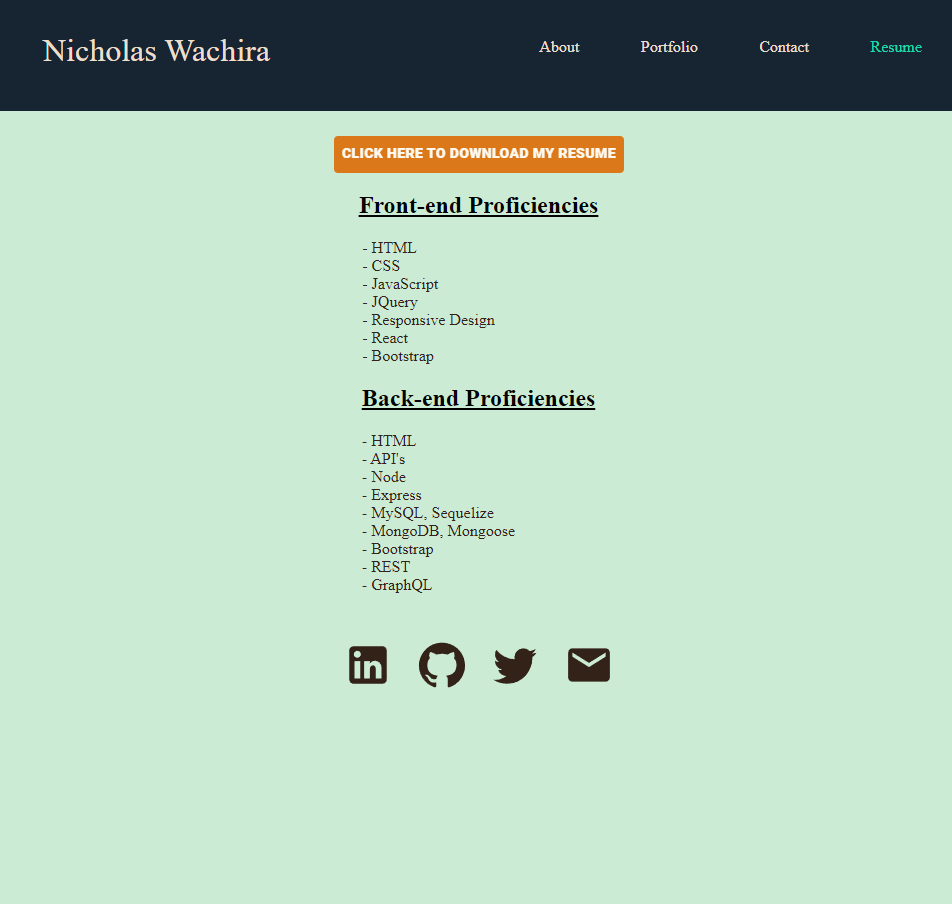 Nicholas Wachira
About Portfolio Contact Resume
CLICK HERE TO DOWNLOAD MY RESUME
Front-end Proficiencies
- HTML
- CSS
- JavaScript
- JQuery
- Responsive Design
- React
- Bootstrap
Back-end Proficiencies
- HTML
- API's
- Node
- Express
- MySQL, Sequelize
- MongoDB, Mongoose
- Bootstrap
- REST
- GraphQL
in